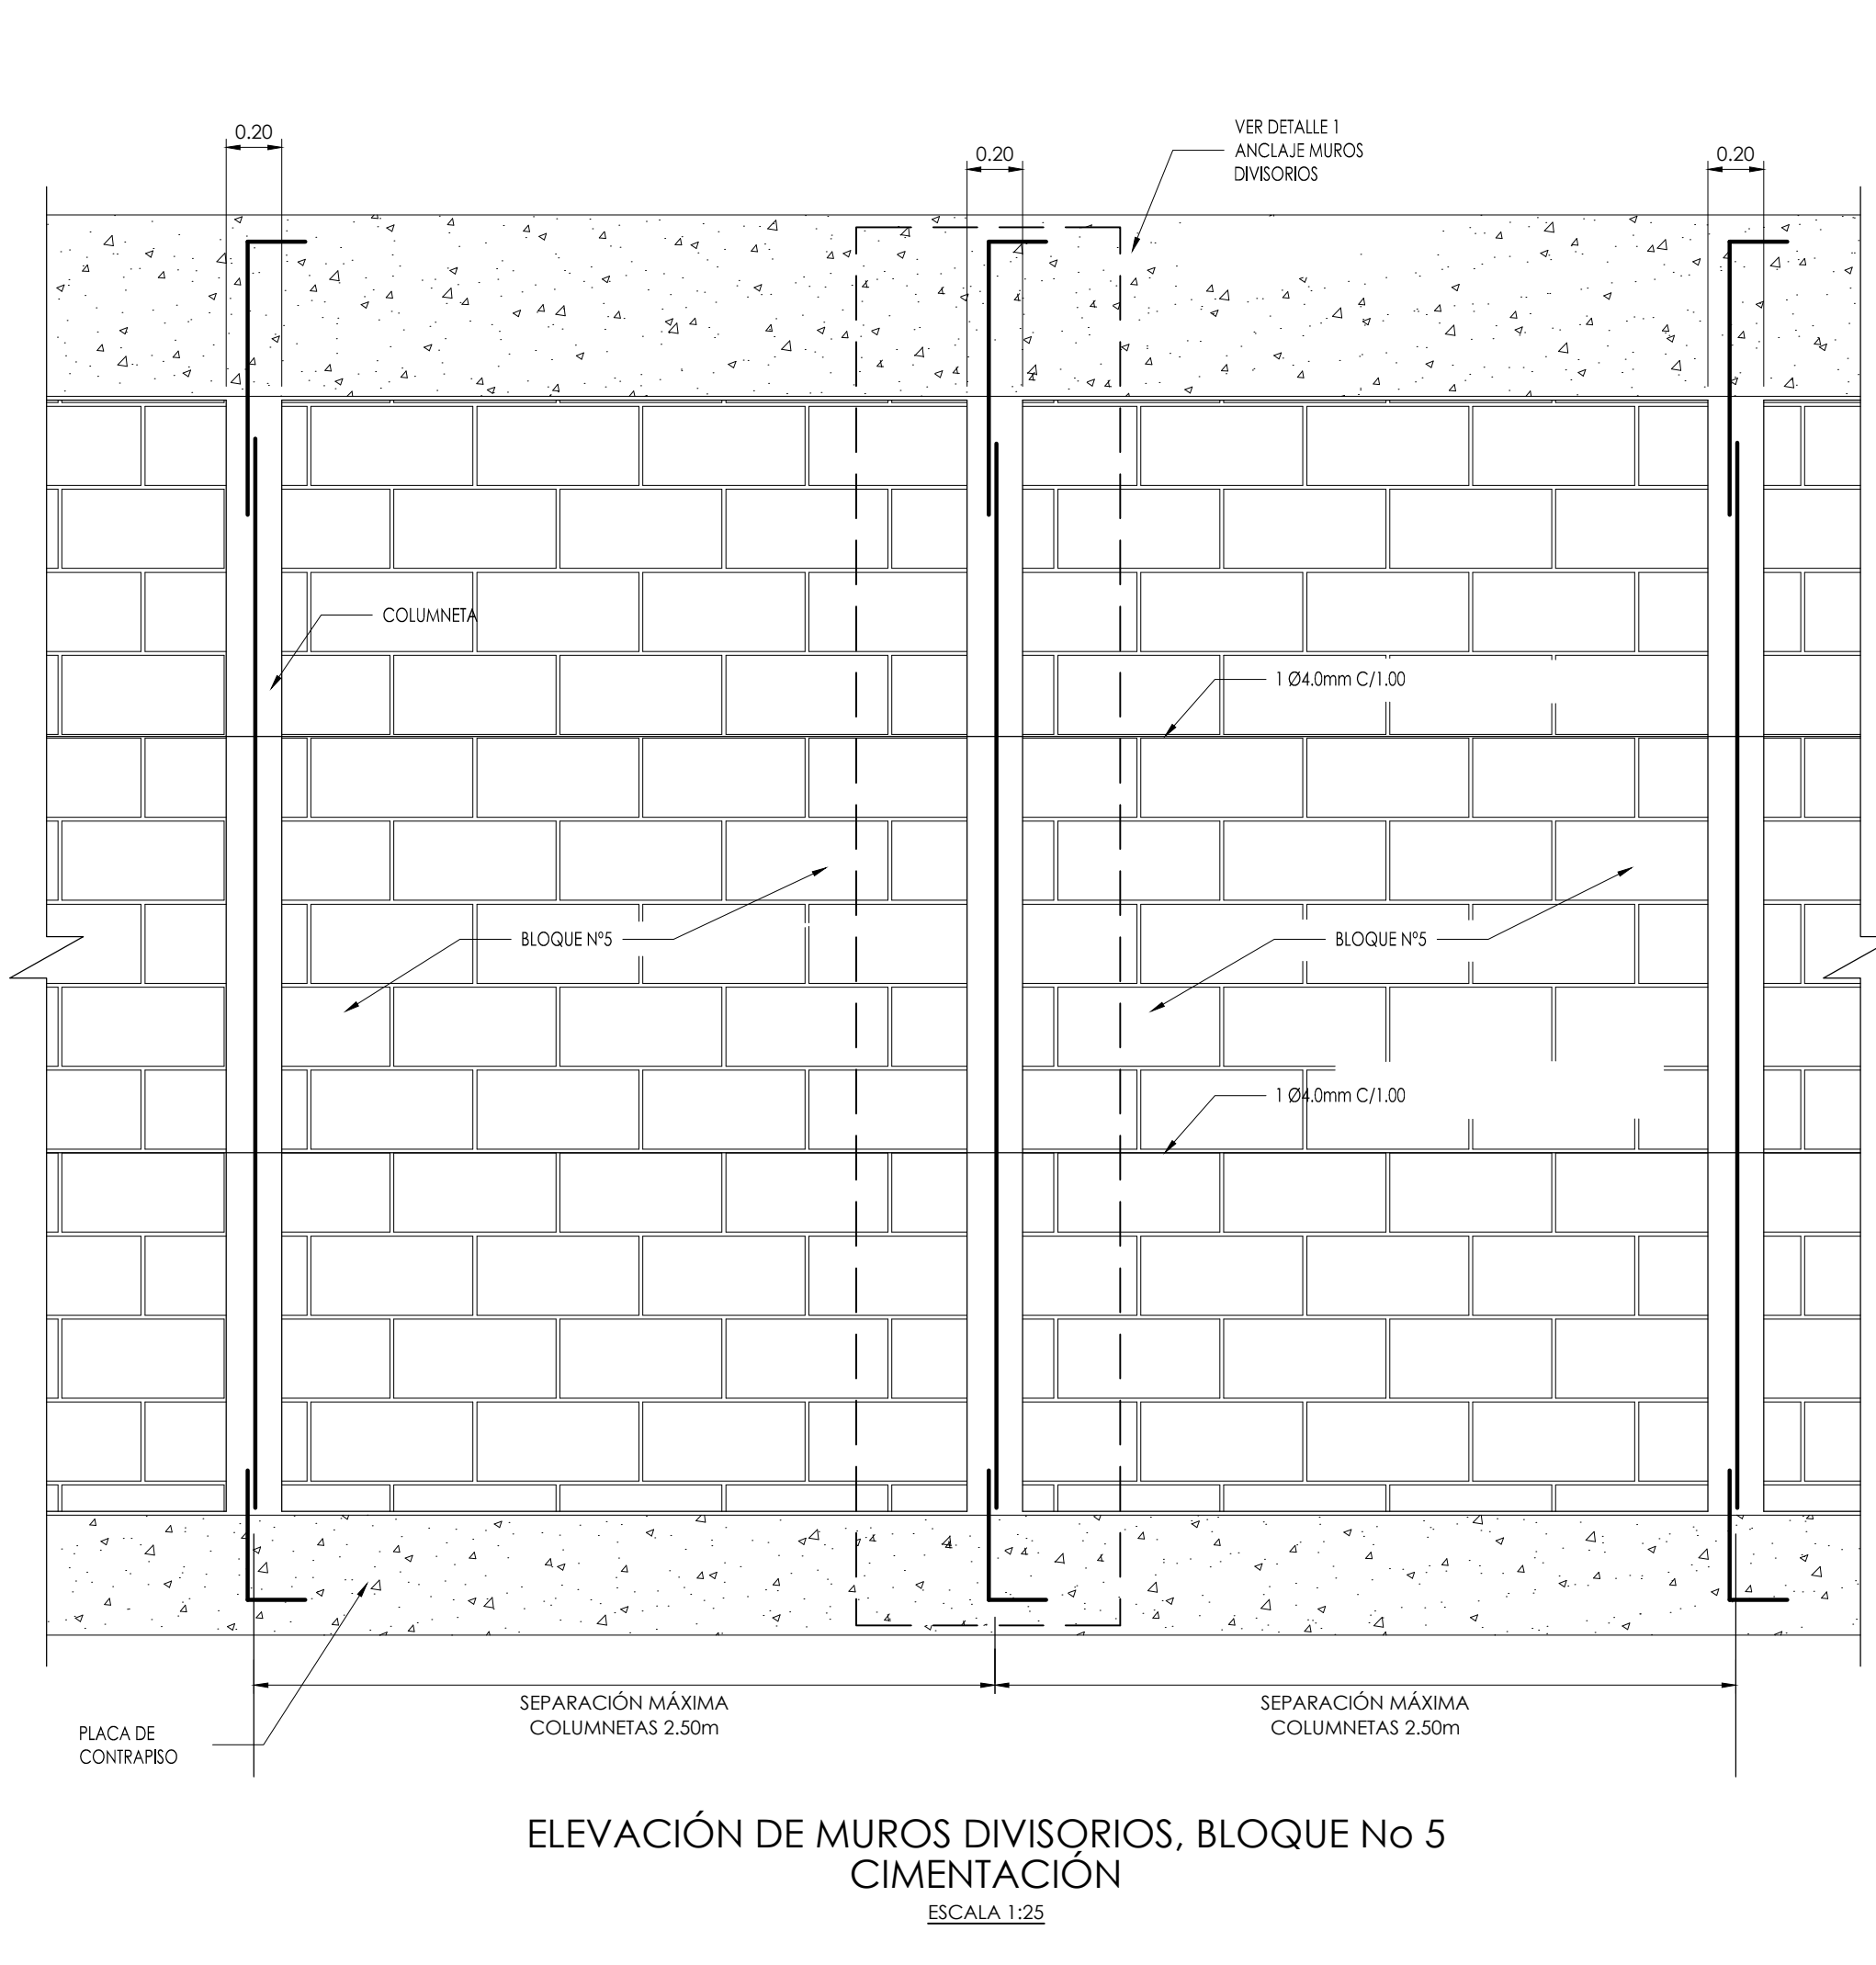 0.20
VER DETALLE 1
ANCLAJE MUROS
DIVISORIOS
0.20
0.20
COLUMNETA
1 Ø4.0mm C/1.00
BLOQUE Nº5
BLOQUE Nº5
1 Ø4.0mm C/1.00
SEPARACIÓN MÁXIMA
COLUMNETAS 2.50m
SEPARACIÓN MÁXIMA
COLUMNETAS 2.50m
PLACA DE
CONTRAPISO
ELEVACIÓN DE MUROS DIVISORIOS, BLOQUE No 5
CIMENTACIÓN
ESCALA 1:25